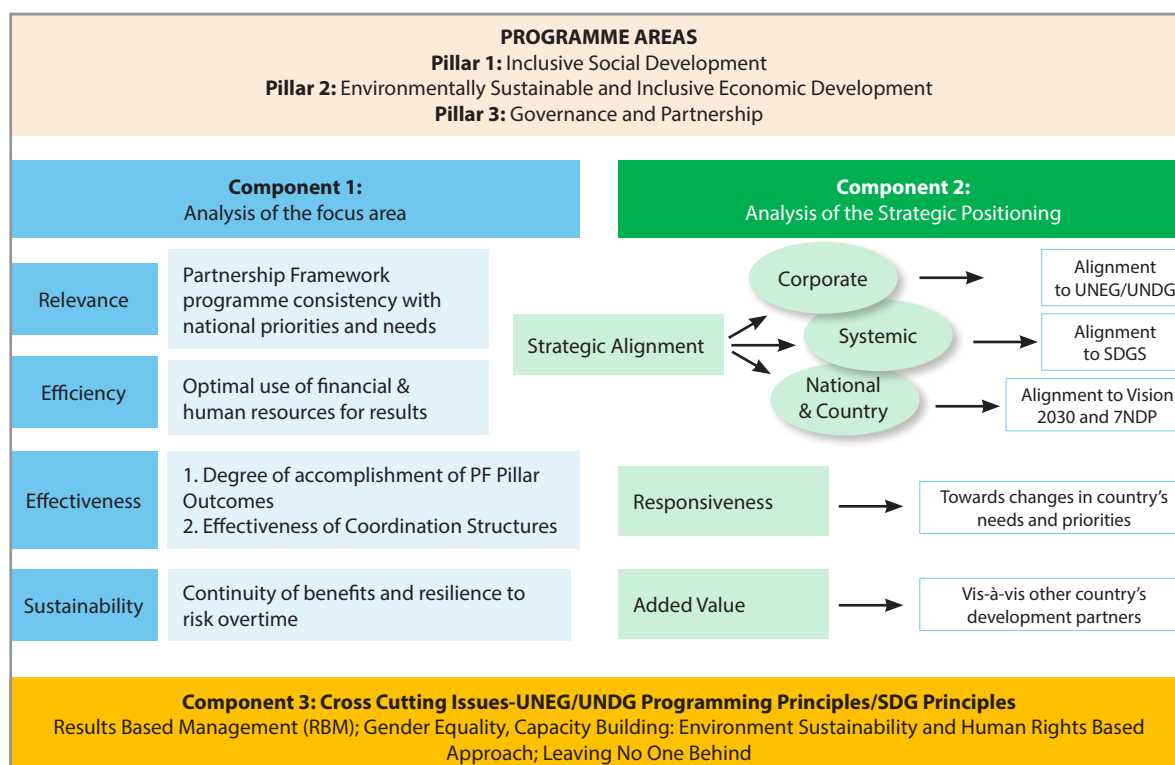 PROGRAMME AREAS
Pillar 1: Inclusive Social Development
Pillar 2: Environmentally Sustainable and Inclusive Economic Development
Pillar 3: Governance and Partnership
Component 1:
Analysis of the focus area
Relevance
Partnership Framework
programme consistency with
national priorities and needs
Efficiency
Optimal use of financial &
human resources for results
Effectiveness
1. Degree of accomplishment of PF Pillar
Outcomes
2. Effectiveness of Coordination Structures
Sustainability
Continuity of benefits and resilience to
risk overtime
Component 2:
Analysis of the Strategic Positioning
Strategic Alignment
Corporate
Alignment
to UNEG/UNDG
Systemic
Alignment
to SDGS
National
& Country
Alignment to Vision
2030 and 7NDP
Responsiveness
Towards changes in country's
needs and priorities
Added Value
Vis-à-vis other country's
development partners
Component 3: Cross Cutting Issues-UNEG/UNDG Programming Principles/SDG Principles
Results Based Management (RBM); Gender Equality, Capacity Building: Environment Sustainability and Human Rights Based
Approach; Leaving No One Behind